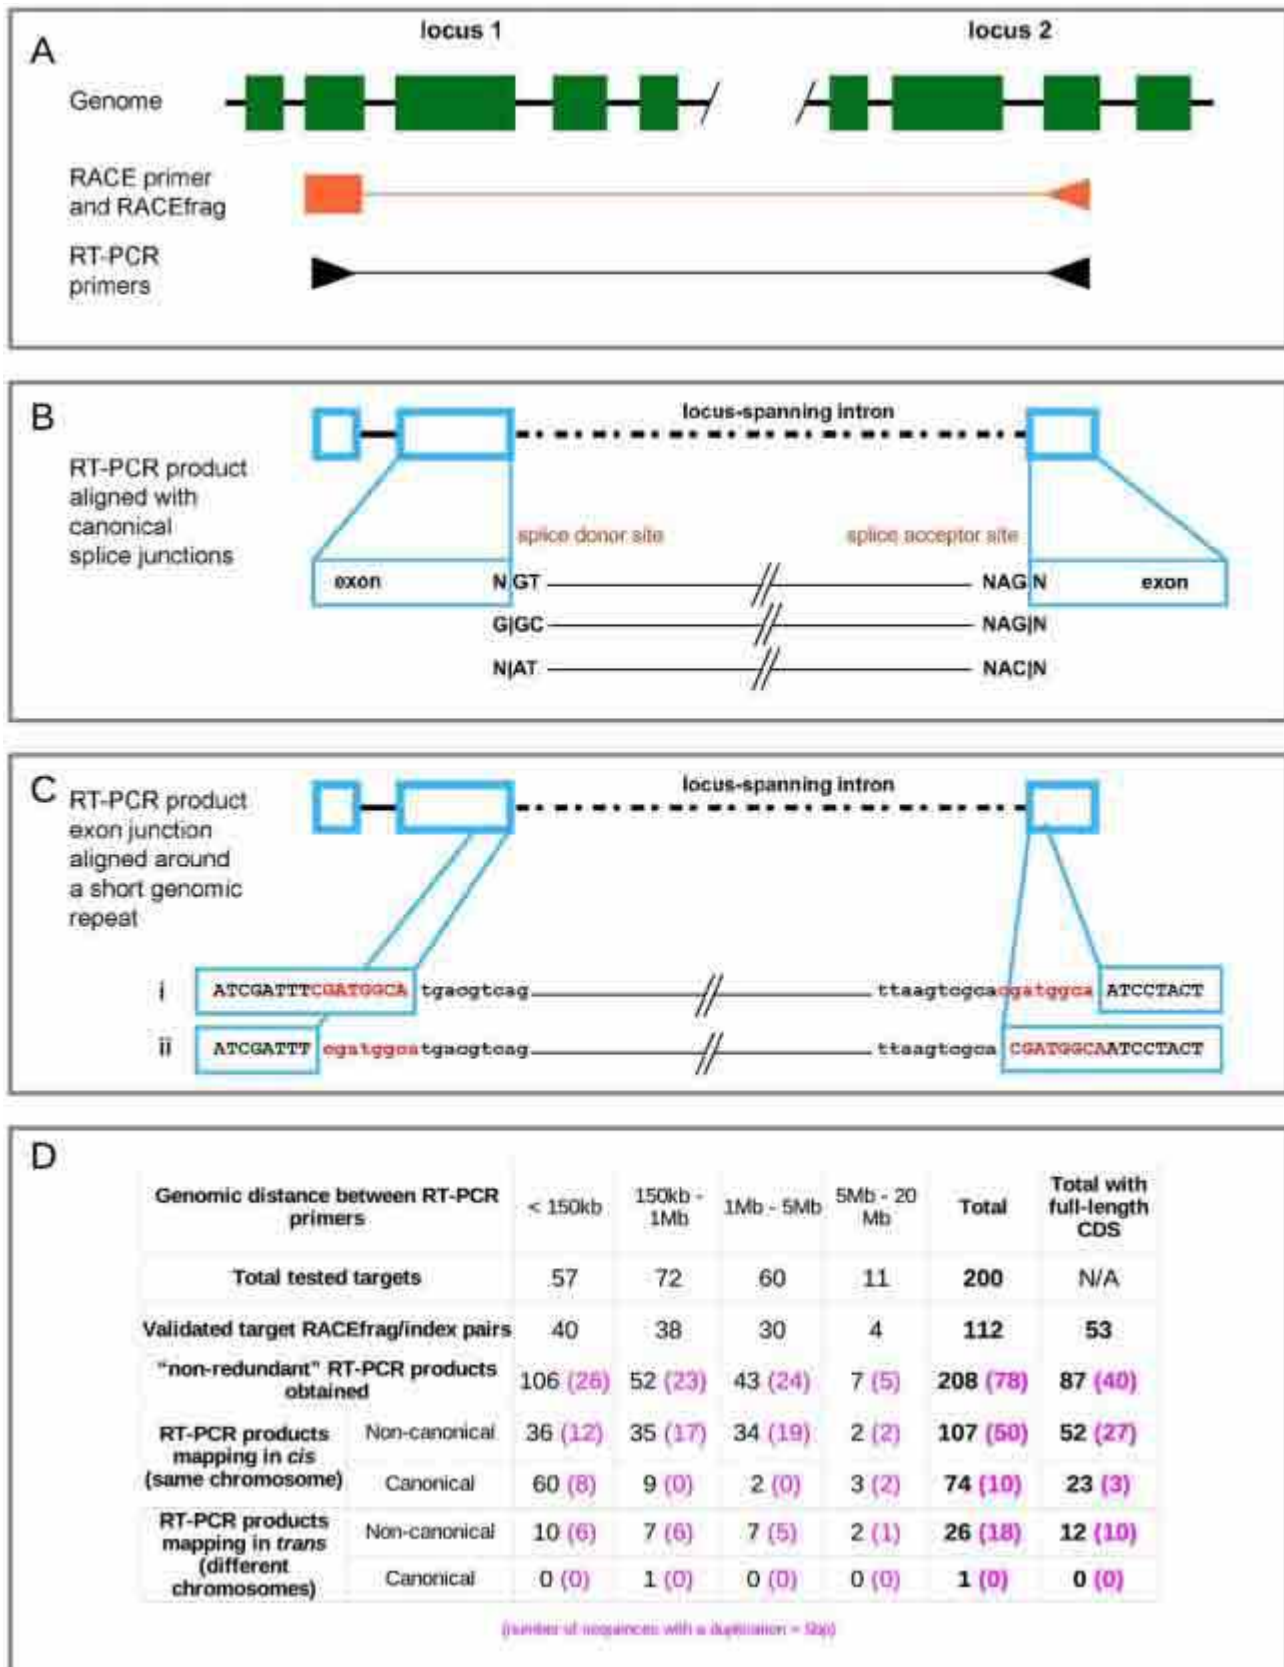 A
locus 1
locus 2
Genome
RACE primer
and RACEfrag
RT-PCR
primers
B
locus-spanning intron
RT-PCR product
aligned with
canonical
splice junctions
splice donor site
splice acceptor site
exon N|GT NAG|N exon
G|GC NAG|N
N|AT NAC|N
C
locus-spanning intron
RT-PCR product
exon junction
aligned around
a short genomic
repeat
i ATCGATTTCGATGGCA tgacgtcag ttaagtcgcacgatggca ATCCTACT
ii ATCGATTT cgatggcatgacgtcag ttaagtcgca CGATGGCAATCCTACT
D
Genomic distance between RT-PCR primers < 150kb 150kb - 1Mb 1Mb - 5Mb 5Mb - 20 Mb Total Total with full-length CDS
Total tested targets 57 72 60 11 200 N/A
Validated target RACEfrag/index pairs 40 38 30 4 112 53
"non-redundant" RT-PCR products obtained 106 (26) 52 (23) 43 (24) 7 (5) 208 (78) 87 (40)
RT-PCR products mapping in cis (same chromosome)
Non-canonical 36 (12) 35 (17) 34 (19) 2 (2) 107 (50) 52 (27)
Canonical 60 (8) 9 (0) 2 (0) 3 (2) 74 (10) 23 (3)
RT-PCR products mapping in trans (different chromosomes)
Non-canonical 10 (6) 7 (6) 7 (5) 2 (1) 26 (18) 12 (10)
Canonical 0 (0) 1 (0) 0 (0) 0 (0) 1 (0) 0 (0)
(number of sequences with a duplication